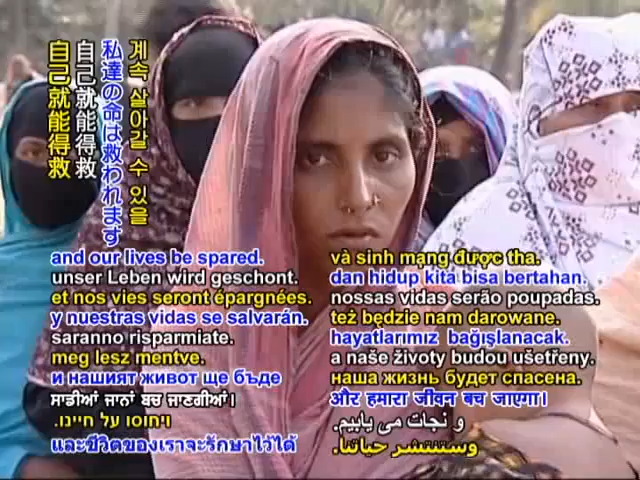 계속 살아갈 수 있을
私達の命は救われます
自己就能得救
自己就能得救
and our lives be spared.
unser Leben wird geschont.
et nos vies seront épargnées.
y nuestras vidas se salvarán.
saranno risparmiate.
meg lesz mentve.
и нашият живот ще бъде
ਸਾਡੀਆਂ ਜਾਨਾਂ ਬਚ ਜਾਣਗੀਆਂ।
ויחוסו על חיינו.
และชีวิตของเราจะรักษาไว้ได้
và sinh mạng được tha.
dan hidup kita bisa bertahan.
nossas vidas serão poupadas.
też będzie nam darowane.
hayatlarımız bağışlanacak.
a naše životy budou ušetřeny.
наша жизнь будет спасена.
और हमारा जीवन बच जाएगा।
و نجات می یابیم.
وستنتشر حياتنا.